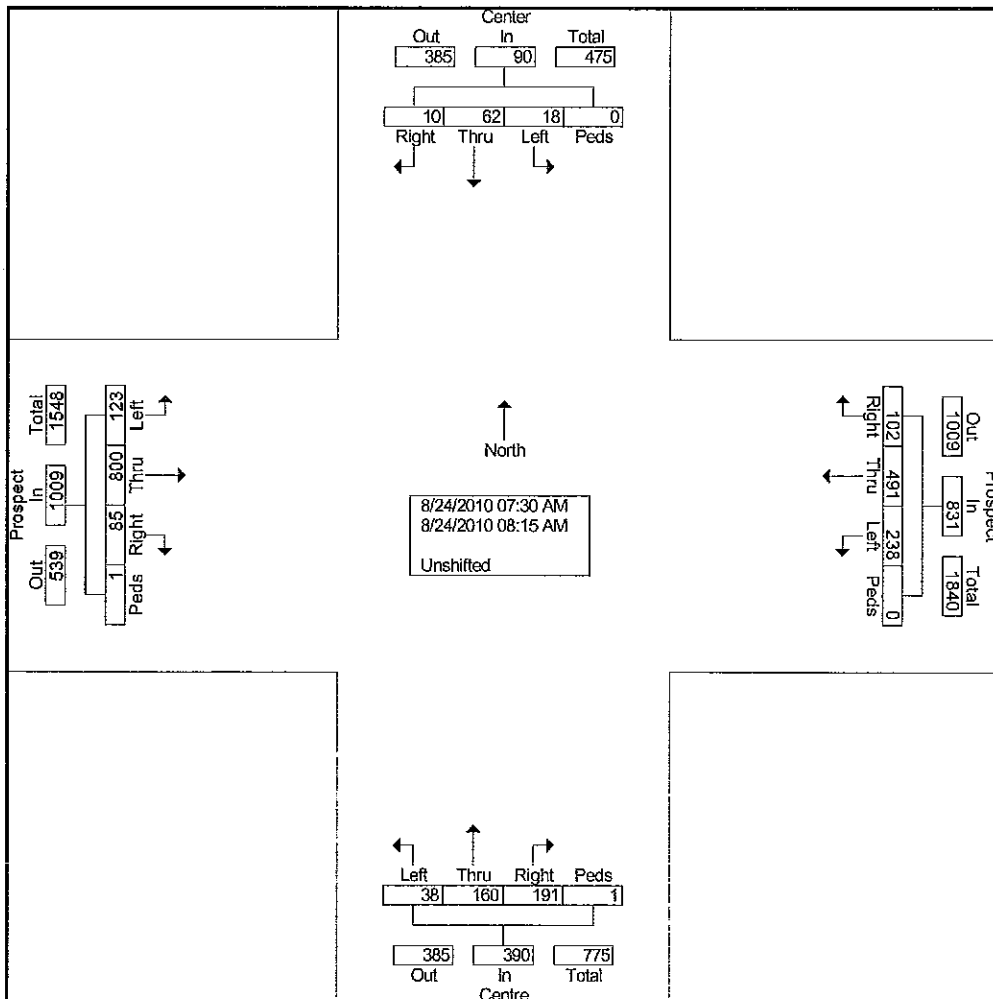 Center
Out In Total
385 90 475
10 62 18 0
Right Thru Left Peds
Total 1548
In 1009
Out 539
Prospect
Left 123
Thru 800
Right 85
Peds 1
North
8/24/2010 07:30 AM
8/24/2010 08:15 AM
Unshifted
Right 102
Thru 491
Left 238
Peds 0
Out 1009
In 831
Total 1840
Prospect
Left Thru Right Peds
38 160 191 1
385 390 775
Out In Total
Centre